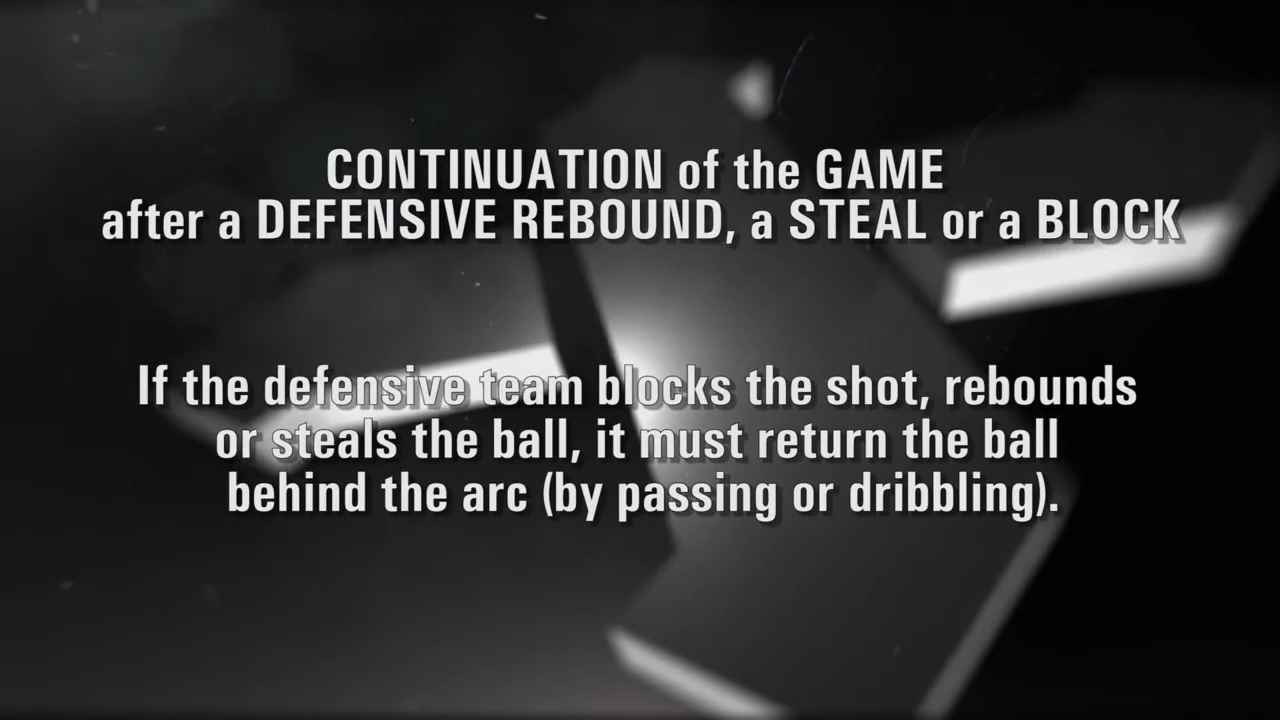 CONTINUATION of the GAME
after a DEFENSIVE REBOUND, a STEAL or a BLOCK
If the defensive team blocks the shot, rebounds
or steals the ball, it must return the ball
behind the arc (by passing or dribbling).